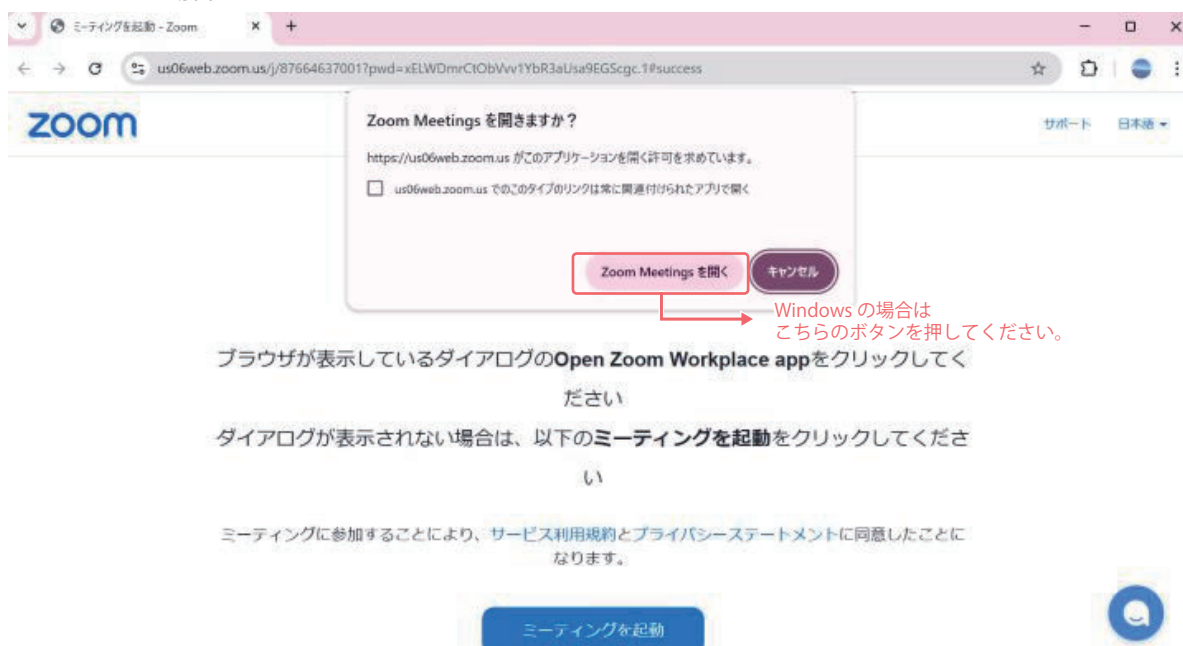 ミーティングを起動 - Zoom
us06web.zoom.us/j/87664637001?pwd=xELWDmrCtObVvv1YbR3aUsa9EGScgc.1#success
zoom
サポート 日本語
Zoom Meetings を開きますか？
https://us06web.zoom.us がこのアプリケーションを開く許可を求めています。
us06web.zoom.us でのこのタイプのリンクは常に関連付けられたアプリで開く
Zoom Meetings を開く キャンセル
Windows の場合は
こちらのボタンを押してください。
ブラウザが表示しているダイアログのOpen Zoom Workplace appをクリックしてく
ださい
ダイアログが表示されない場合は、以下のミーティングを起動をクリックしてくださ
い
ミーティングに参加することにより、サービス利用規約とプライバシーステートメントに同意したことに
なります。
ミーティングを起動